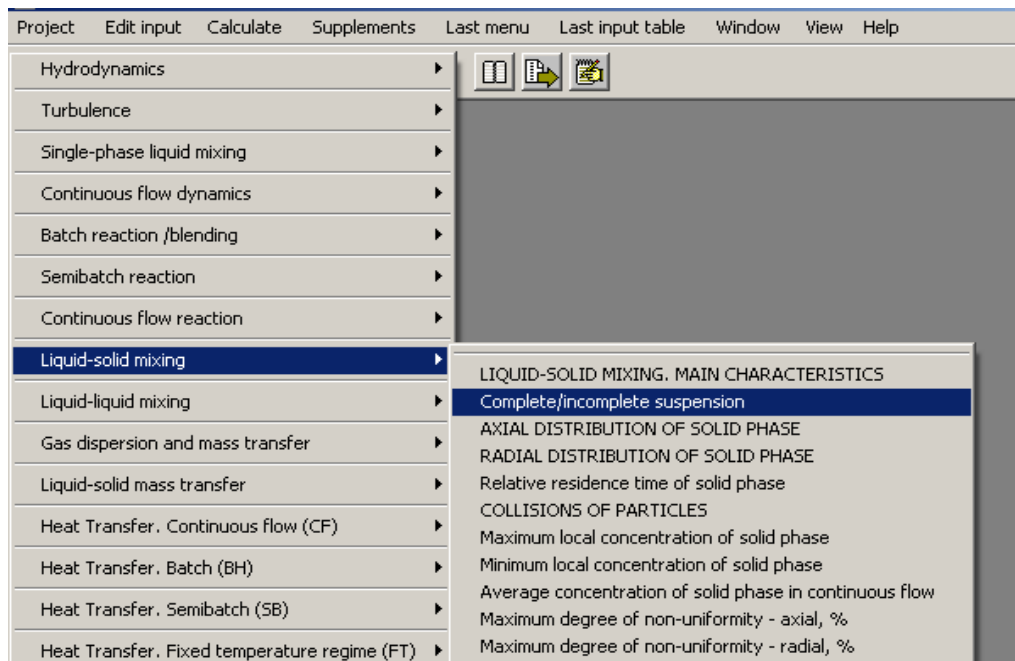 Project Edit input Calculate Supplements Last menu Last input table Window View Help
Hydrodynamics
Turbulence
Single-phase liquid mixing
Continuous flow dynamics
Batch reaction /blending
Semibatch reaction
Continuous flow reaction
Liquid-solid mixing
Liquid-liquid mixing
Gas dispersion and mass transfer
Liquid-solid mass transfer
Heat Transfer. Continuous flow (CF)
Heat Transfer. Batch (BH)
Heat Transfer. Semibatch (SB)
Heat Transfer. Fixed temperature regime (FT)
LIQUID-SOLID MIXING. MAIN CHARACTERISTICS
Complete/incomplete suspension
AXIAL DISTRIBUTION OF SOLID PHASE
RADIAL DISTRIBUTION OF SOLID PHASE
Relative residence time of solid phase
COLLISIONS OF PARTICLES
Maximum local concentration of solid phase
Minimum local concentration of solid phase
Average concentration of solid phase in continuous flow
Maximum degree of non-uniformity - axial, %
Maximum degree of non-uniformity - radial, %